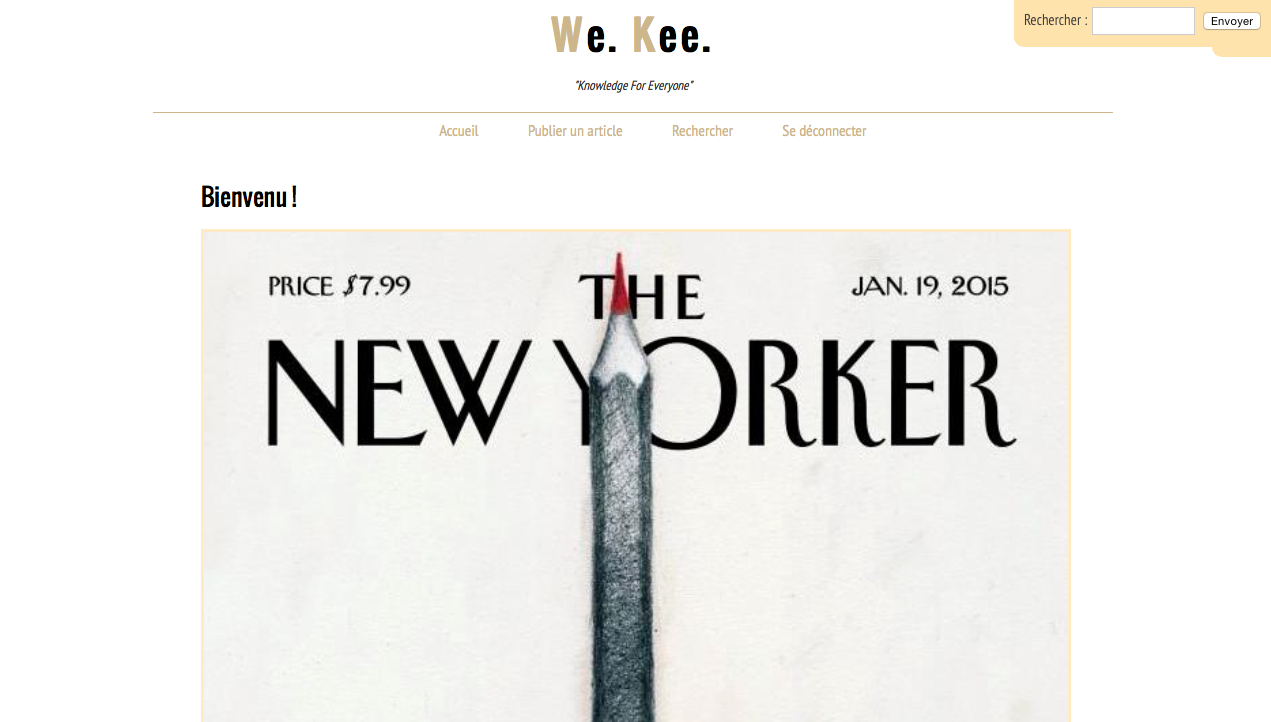 We. Kee.
Rechercher : Envoyer
"Knowledge For Everyone"
Accueil Publier un article Rechercher Se déconnecter
Bienvenu !
PRICE $7.99 THE JAN. 19, 2015
NEW YORKER